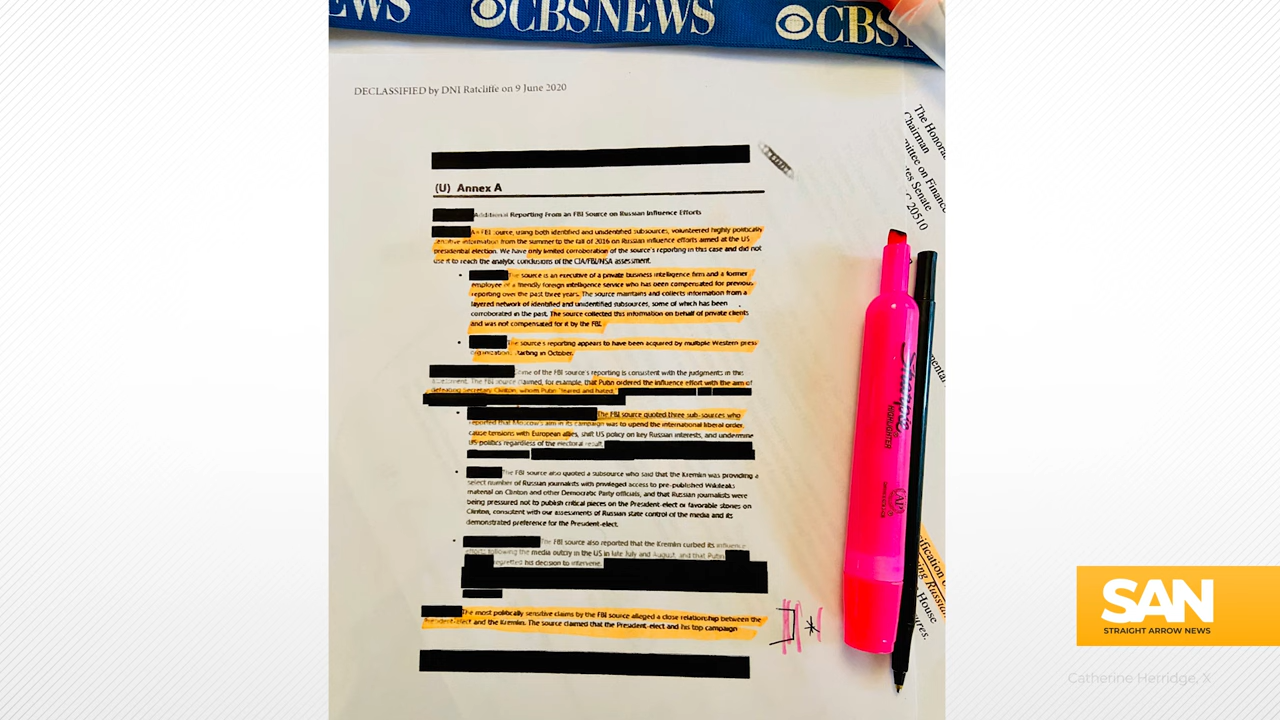 EWS
CBS NEWS
CBS N
DECLASSIFIED by DNI Ratcliffe on 9 June 2020
The Honora
Chairman
mittee on Finance
es Senate
C 20510
(U) Annex A
Additional Reporting From an FBI Source on Russian Influence Efforts
An FBI source, using both identified and unidentified subsources, volunteered highly politically
sensitive information from the summer to the fall of 2016 on Russian influence efforts aimed at the US
presidential election. We have only limited corroboration of the source's reporting in this case and did not
use it to reach the analytic conclusions of the CIA/FBI/NSA assessment.
• The source is an executive of a private business intelligence firm and a former
employee of a friendly foreign intelligence service who has been compensated for previous
reporting over the past three years. The source maintains and collects information from a
layered network of identified and unidentified subsources, some of which has been
corroborated in the past. The source collected this information on behalf of private clients
and was not compensated for it by the FBI.
• The source's reporting appears to have been acquired by multiple Western press
organizations starting in October.
Some of the FBI source's reporting is consistent with the judgments in the
assessment. The FBI source claimed, for example, that Putin ordered the influence effort with the aim of
defeating Secretary Clinton, whom Putin "feared and hated."
• The FBI source quoted three sub-sources who
reported that Moscow's aim in its campaign was to upend the international liberal order,
cause tensions with European allies, shift US policy on key Russian interests, and undermine
US politics regardless of the electoral result.
• The FBI source also quoted a subsource who said that the Kremlin was providing a
select number of Russian journalists with privileged access to pre-published Wikileaks
material on Clinton and other Democratic Party officials, and that Russian journalists were
being pressured not to publish critical pieces on the President-elect or favorable stories on
Clinton, consistent with our assessments of Russian state control of the media and its
demonstrated preference for the President-elect.
• The FBI source also reported that the Kremlin curbed its influence
efforts following the media outcry in the US in late July and August, and that Putin
regretted his decision to intervene.
The most politically sensitive claims by the FBI source alleged a close relationship between the
President-elect and the Kremlin. The source claimed that the President-elect and his top campaign
Sharpie
HIGHLIGHTER
ification
ing Russia
House
ures.
SAN
STRAIGHT ARROW NEWS
Catherine Herridge, X